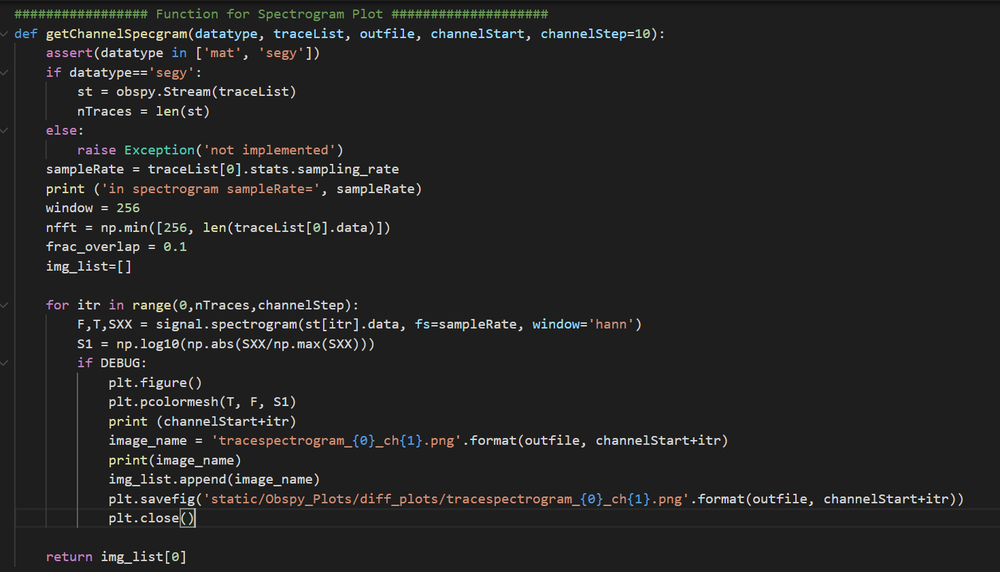 ################# Function for Spectrogram Plot ####################
def getChannelSpecgram(datatype, traceList, outfile, channelStart, channelStep=10):
    assert(datatype in ['mat', 'segy'])
    if datatype=='segy':
        st = obspy.Stream(traceList)
        nTraces = len(st)
    else:
        raise Exception('not implemented')
    sampleRate = traceList[0].stats.sampling_rate
    print ('in spectrogram sampleRate=', sampleRate)
    window = 256
    nfft = np.min([256, len(traceList[0].data)])
    frac_overlap = 0.1
    img_list=[]

    for itr in range(0,nTraces,channelStep):
        F,T,SXX = signal.spectrogram(st[itr].data, fs=sampleRate, window='hann')
        S1 = np.log10(np.abs(SXX/np.max(SXX)))
        if DEBUG:
            plt.figure()
            plt.pcolormesh(T, F, S1)
            print (channelStart+itr)
            image_name = 'tracespectrogram_{0}_ch{1}.png'.format(outfile, channelStart+itr)
            print(image_name)
            img_list.append(image_name)
            plt.savefig('static/Obspy_Plots/diff_plots/tracespectrogram_{0}_ch{1}.png'.format(outfile, channelStart+itr))
            plt.close()

    return img_list[0]